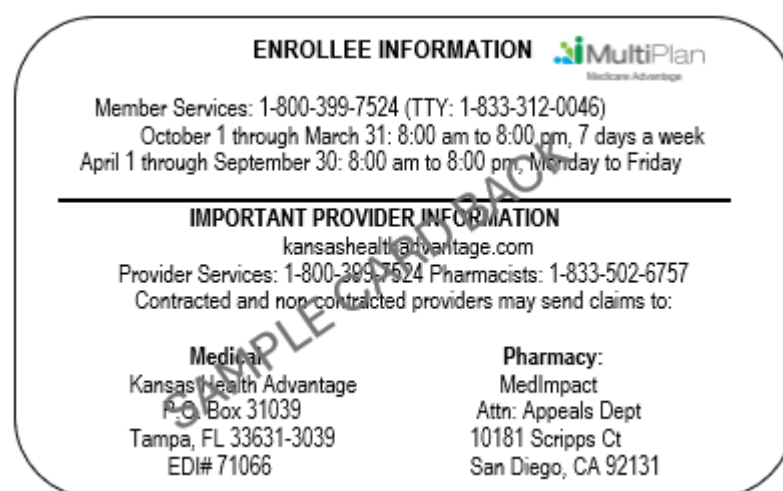 ENROLLEE INFORMATION
MultiPlan
Medicare Advantage
Member Services: 1-800-399-7524 (TTY: 1-833-312-0046)
October 1 through March 31: 8:00 am to 8:00 pm, 7 days a week
April 1 through September 30: 8:00 am to 8:00 pm, Monday to Friday
IMPORTANT PROVIDER INFORMATION
kansashealthadvantage.com
Provider Services: 1-800-399-7524 Pharmacists: 1-833-502-6757
Contracted and non contracted providers may send claims to:
Medical:
Kansas Health Advantage
P.O. Box 31039
Tampa, FL 33631-3039
EDI# 71066
Pharmacy:
MedImpact
Attn: Appeals Dept
10181 Scripps Ct
San Diego, CA 92131
SAMPLE CARD BACK